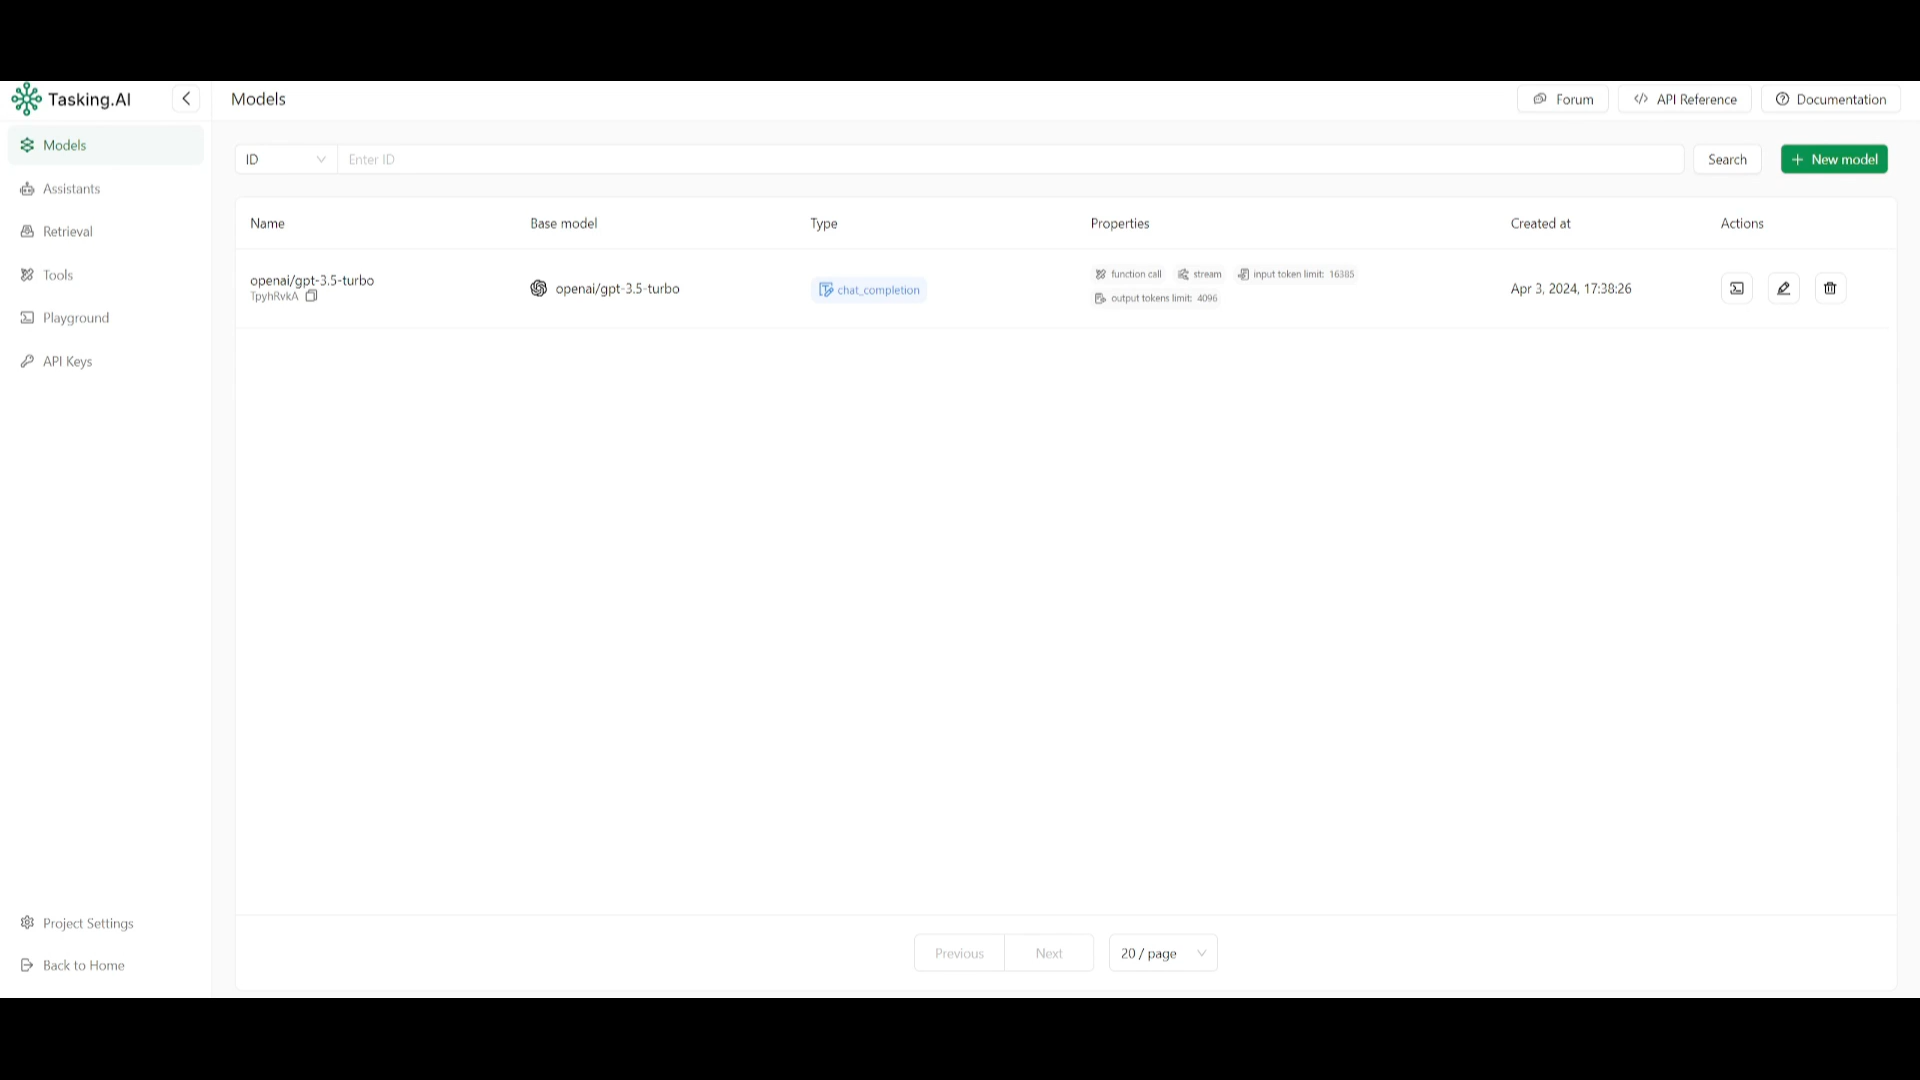 Tasking.AI
Models
Forum
API Reference
Documentation
Models
Assistants
Retrieval
Tools
Playground
API Keys
Project Settings
Back to Home
ID
Enter ID
Search
New model
Name Base model Type Properties Created at Actions
openai/gpt-3.5-turbo
TpyhRvkA
openai/gpt-3.5-turbo
chat_completion
function call stream input token limit: 16385
output tokens limit: 4096
Apr 3, 2024, 17:38:26
Previous Next 20 / page